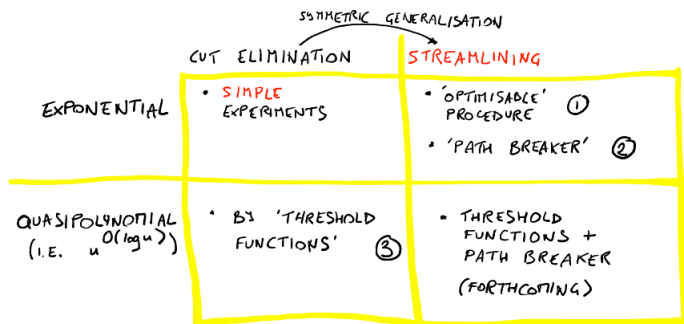 SYMMETRIC GENERALISATION
CUT ELIMINATION
STREAMLINING
EXPONENTIAL
• SIMPLE
EXPERIMENTS
• 'OPTIMISABLE'
PROCEDURE ①
• 'PATH BREAKER' ②
QUASIPOLYNOMIAL
(I.E. n^O(log n))
• BY 'THRESHOLD
FUNCTIONS' ③
• THRESHOLD
FUNCTIONS +
PATH BREAKER
(FORTHCOMING)